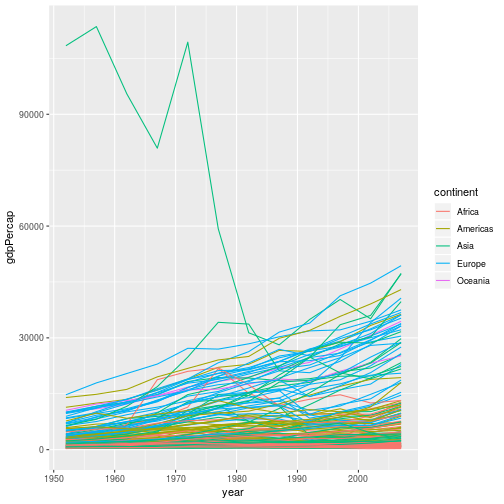 90000
60000
30000
0
gdpPercap
1950 1960 1970 1980 1990 2000
year
continent
Africa
Americas
Asia
Europe
Oceania